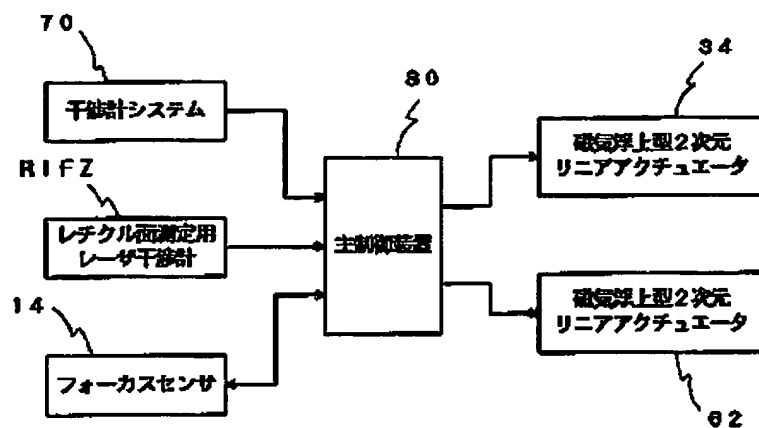 70
干渉計システム
RIFZ
レチクル面測定用
レーザ干渉計
14
フォーカスセンサ
80
主制御装置
34
磁気浮上型2次元
リニアアクチュエータ
磁気浮上型2次元
リニアアクチュエータ
62